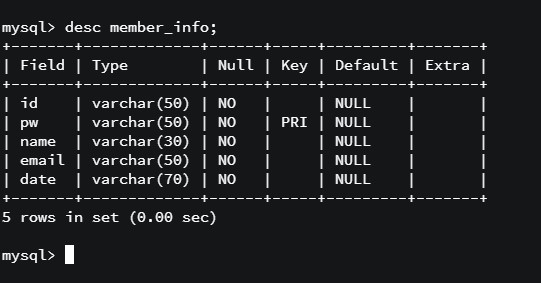 mysql> desc member_info;
+-------+-------------+------+-----+---------+-------+
| Field | Type        | Null | Key | Default | Extra |
+-------+-------------+------+-----+---------+-------+
| id    | varchar(50) | NO   |     | NULL    |       |
| pw    | varchar(50) | NO   | PRI | NULL    |       |
| name  | varchar(30) | NO   |     | NULL    |       |
| email | varchar(50) | NO   |     | NULL    |       |
| date  | varchar(70) | NO   |     | NULL    |       |
+-------+-------------+------+-----+---------+-------+
5 rows in set (0.00 sec)
mysql>